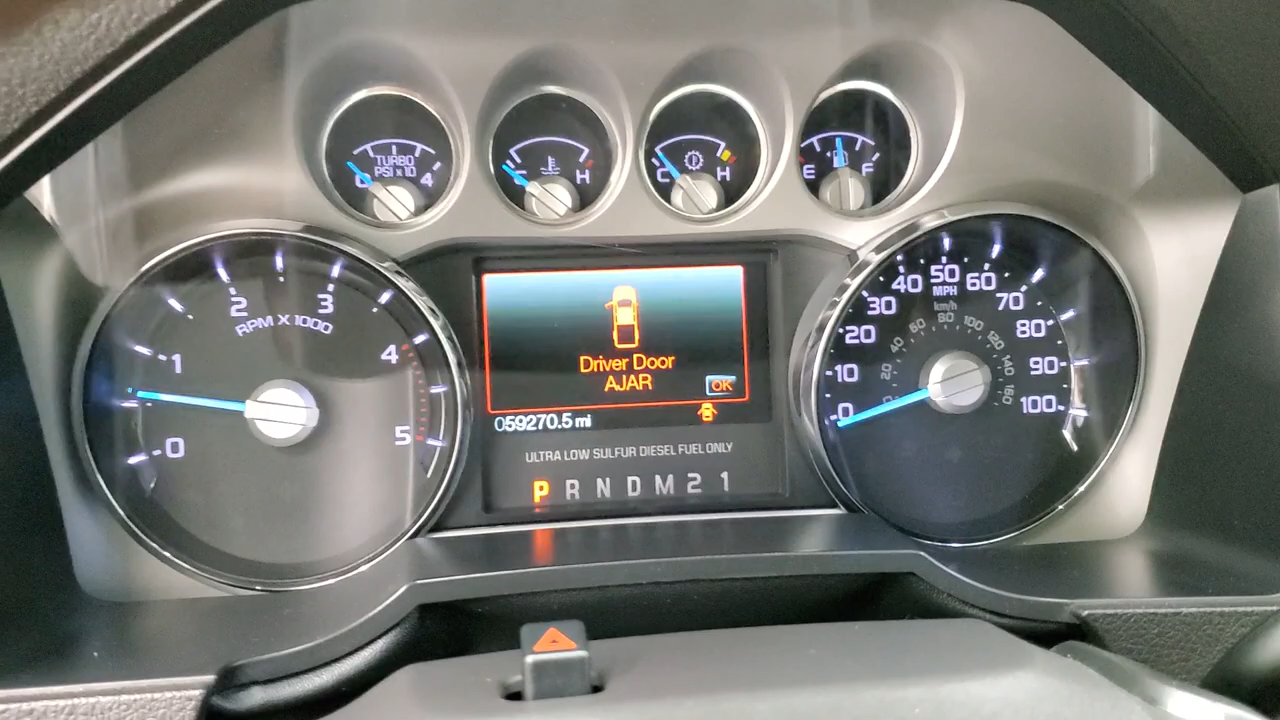 TURBO
PSI x 10
0 4
H
C H
E F
0 1 2 3 4 5
RPM X 1000
0 10 20 30 40 50 60 70 80 90 100
MPH
km/h
20 40 60 80 100 120 140 160
Driver Door
AJAR
OK
059270.5 mi
ULTRA LOW SULFUR DIESEL FUEL ONLY
P R N D M 2 1